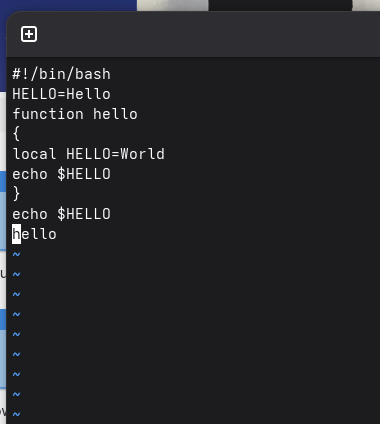 #!/bin/bash
HELLO=Hello
function hello
{
local HELLO=World
echo $HELLO
}
echo $HELLO
hello
~
~
~
~
~
~
~
~
~